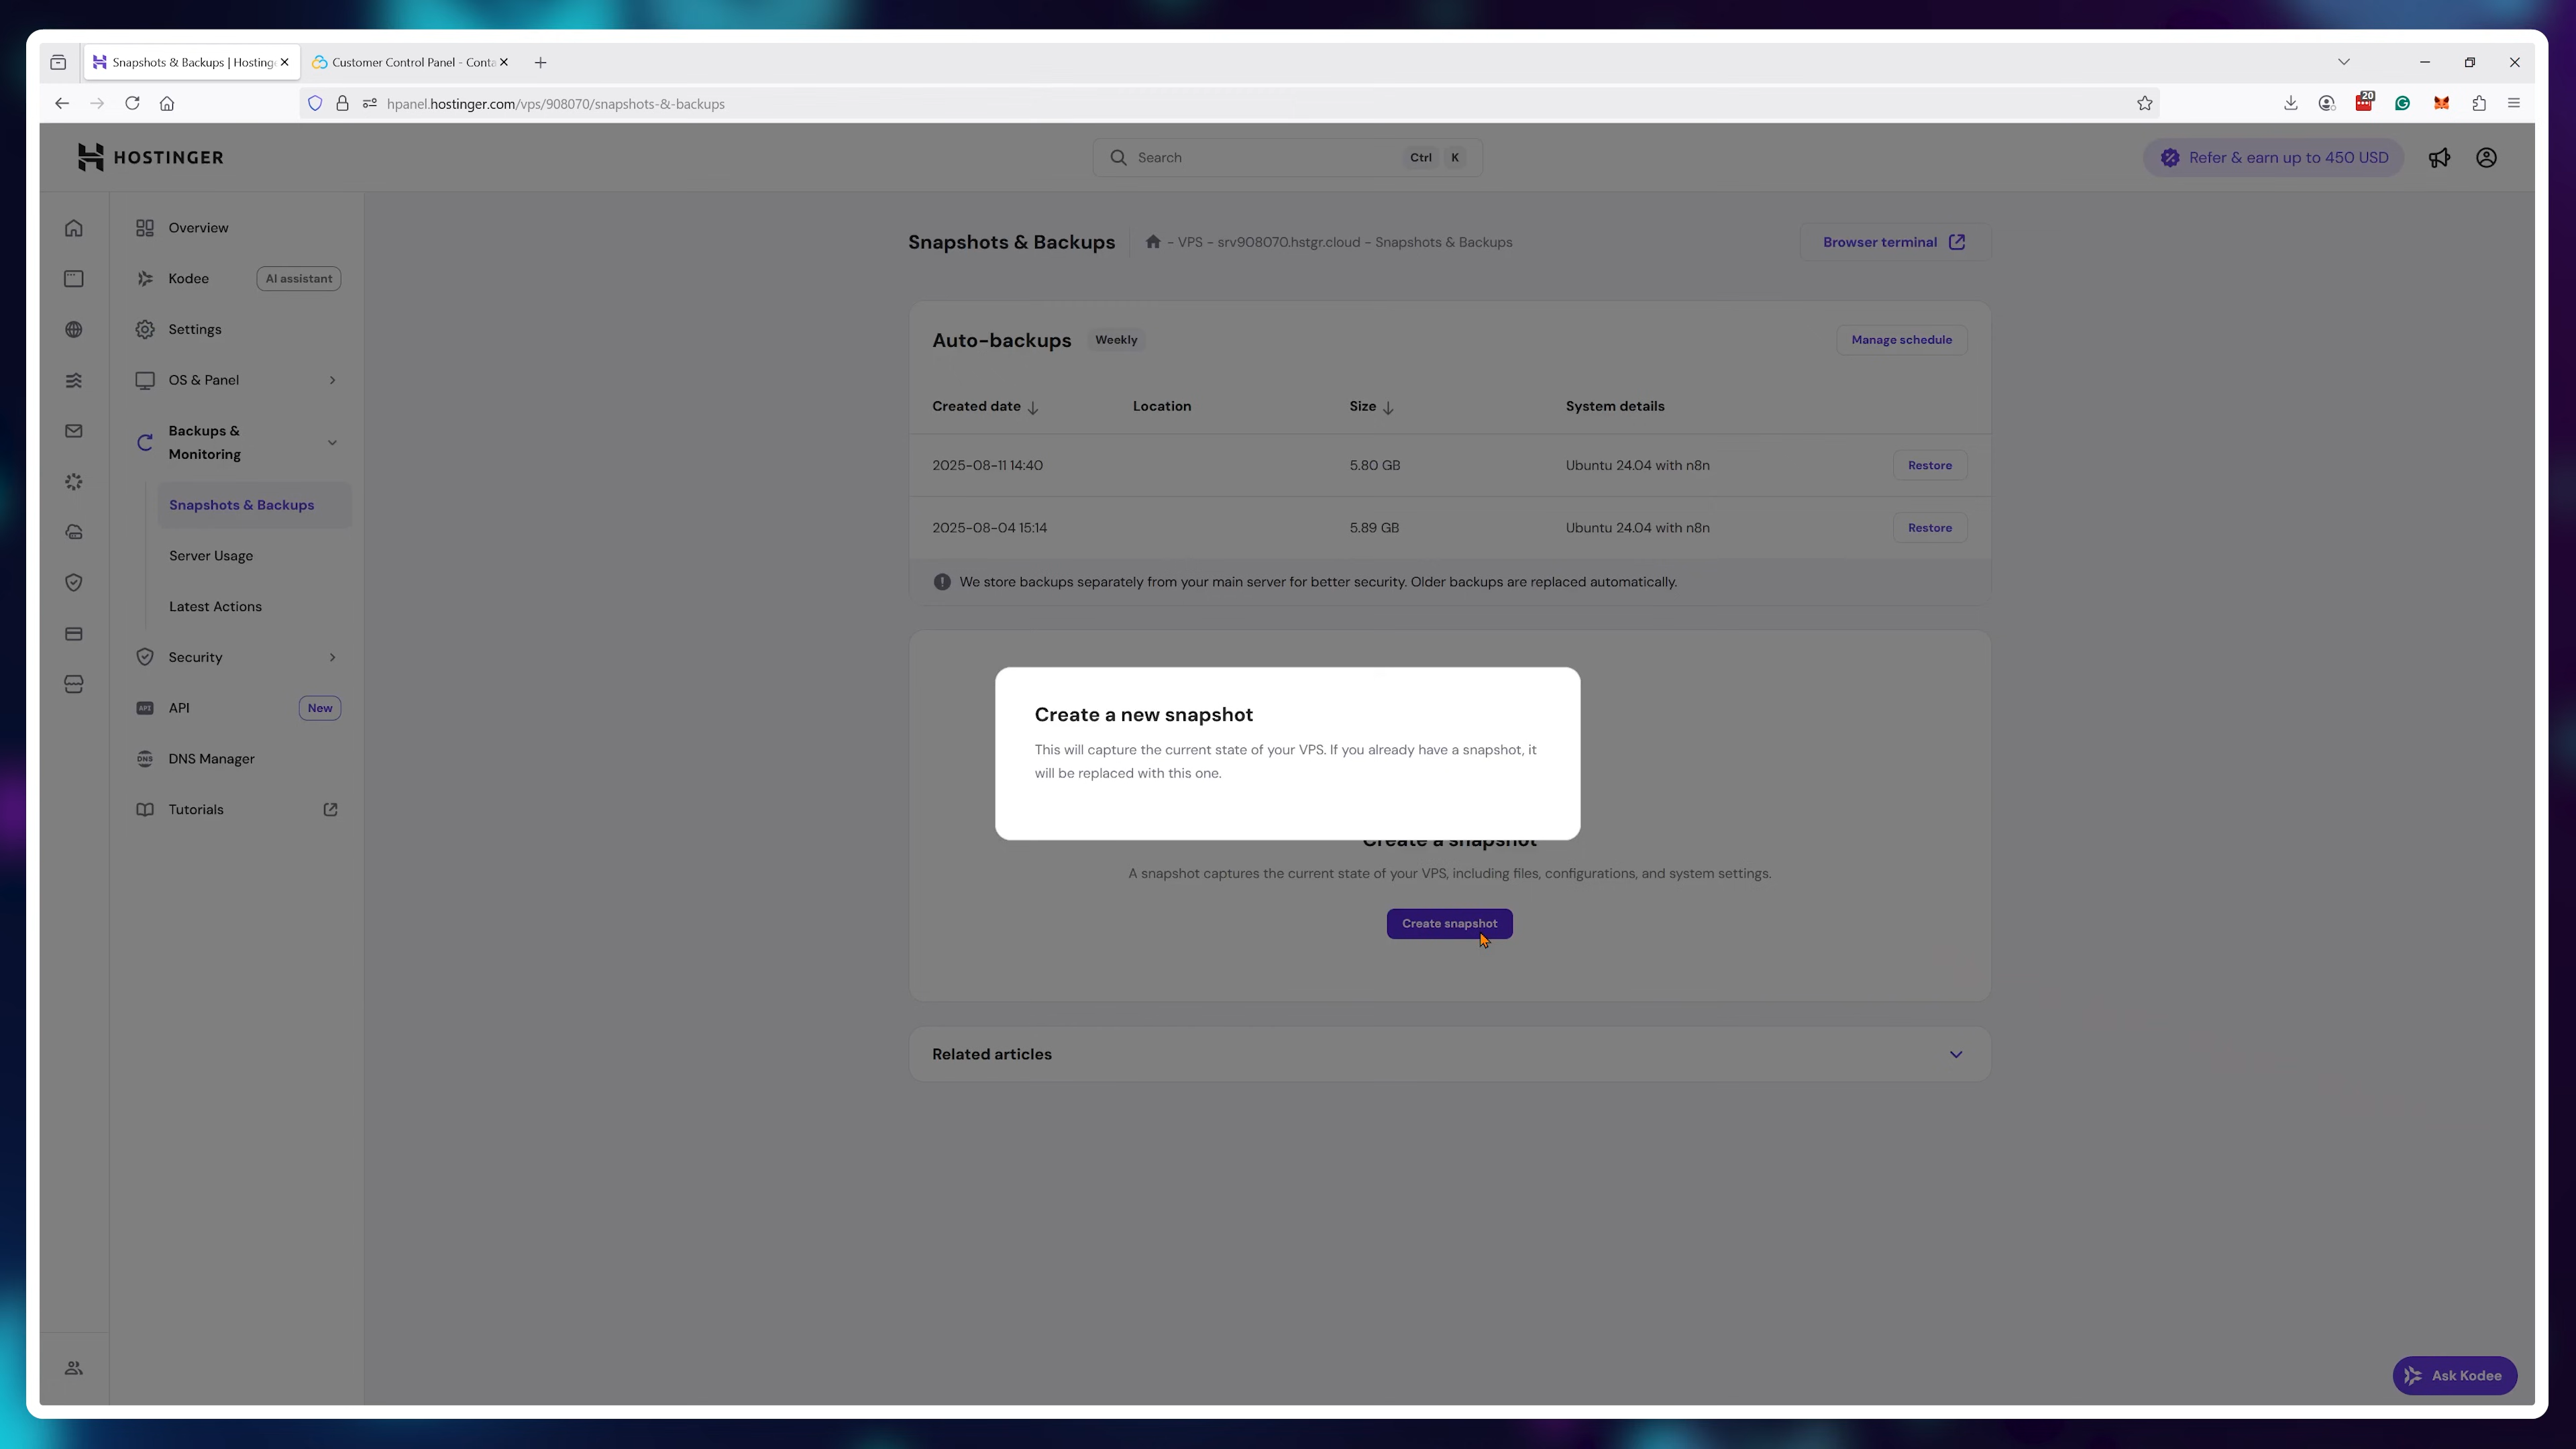 Snapshots & Backups | Hosting
Customer Control Panel - Conta
hpanel.hostinger.com/vps/908070/snapshots-&-backups
20
HOSTINGER
Search
Ctrl
K
Refer & earn up to 450 USD
Overview
Kodee
AI assistant
Settings
OS & Panel
Backups &
Monitoring
Snapshots & Backups
Server Usage
Latest Actions
Security
API
API
New
DNS
DNS Manager
Tutorials
Snapshots & Backups
- VPS - srv908070.hstgr.cloud - Snapshots & Backups
Browser terminal
Auto-backups
Weekly
Manage schedule
Created date
Location
Size
System details
2025-08-11 14:40
5.80 GB
Ubuntu 24.04 with n8n
Restore
2025-08-04 15:14
5.89 GB
Ubuntu 24.04 with n8n
Restore
We store backups separately from your main server for better security. Older backups are replaced automatically.
Create a new snapshot
This will capture the current state of your VPS. If you already have a snapshot, it
will be replaced with this one.
Create a snapshot
A snapshot captures the current state of your VPS, including files, configurations, and system settings.
Create snapshot
Related articles
Ask Kodee